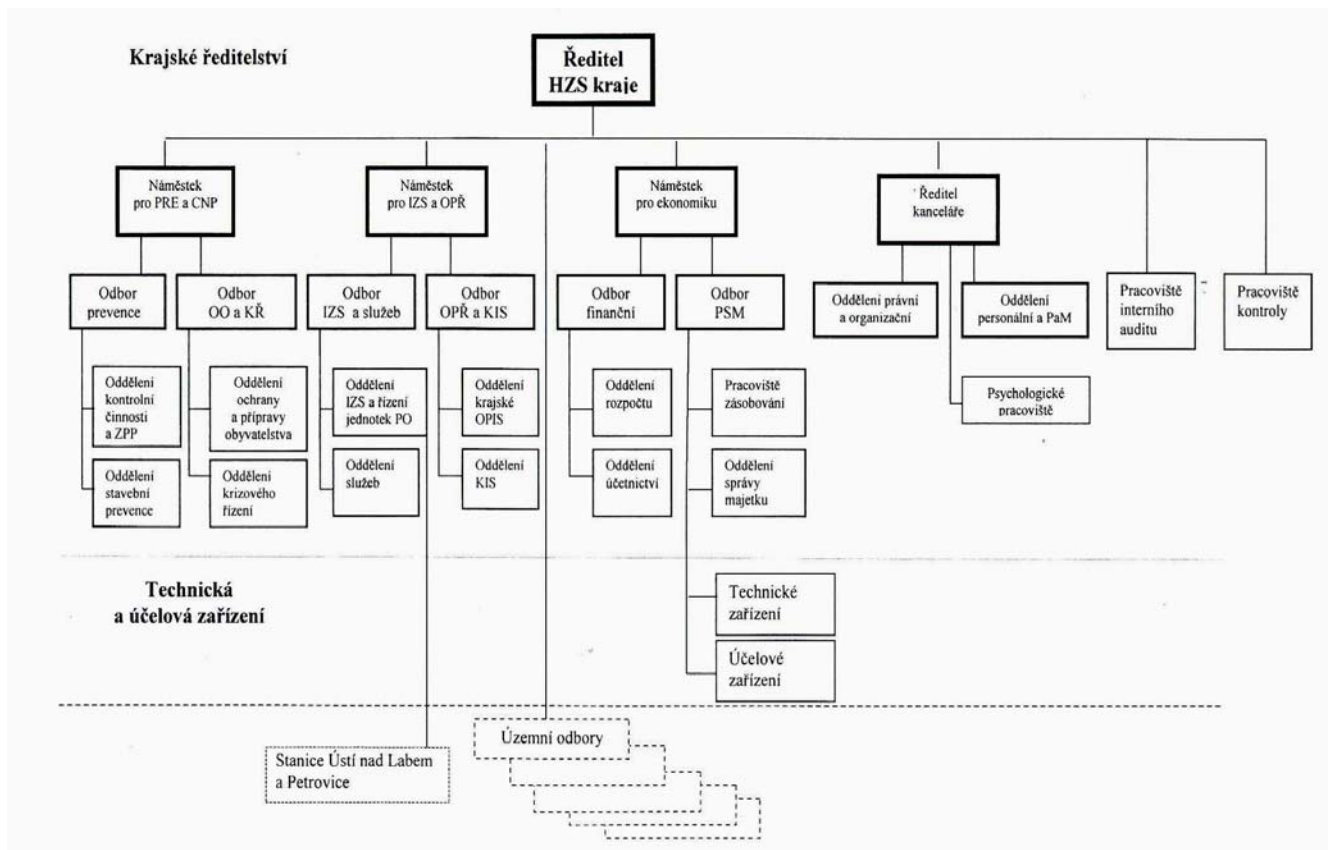 Krajské ředitelství
Ředitel
HZS kraje
Náměstek
pro PRE a CNP
Náměstek
pro IZS a OPŘ
Náměstek
pro ekonomiku
Ředitel
kanceláře
Odbor
prevence
Odbor
OO a KŘ
Odbor
IZS a služeb
Odbor
OPŘ a KIS
Odbor
finanční
Odbor
PSM
Oddělení právní
a organizační
Oddělení
personální a PaM
Pracoviště
interního
auditu
Pracoviště
kontroly
Oddělení
kontrolní
činnosti
a ZPP
Oddělení
ochrany
a přípravy
obyvatelstva
Oddělení
IZS a řízení
jednotek PO
Oddělení
krajské
OPIS
Oddělení
rozpočtu
Pracoviště
zásobování
Psychologické
pracoviště
Oddělení
stavební
prevence
Oddělení
krizového
řízení
Oddělení
služeb
Oddělení
KIS
Oddělení
účetnictví
Oddělení
správy
majetku
Technická
a účelová zařízení
Technické
zařízení
Účelové
zařízení
Územní odbory
Stanice Ústí nad Labem
a Petrovice